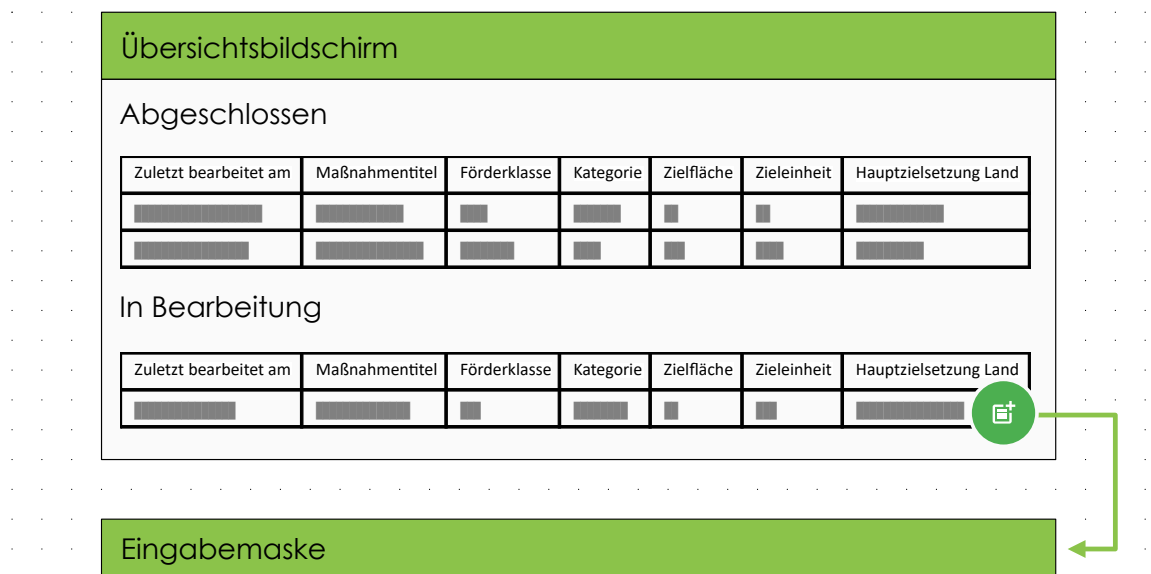 Übersichtsbildschirm
Abgeschlossen
Zuletzt bearbeitet am Maßnahmentitel Förderklasse Kategorie Zielfläche Zieleinheit Hauptzielsetzung Land
In Bearbeitung
Zuletzt bearbeitet am Maßnahmentitel Förderklasse Kategorie Zielfläche Zieleinheit Hauptzielsetzung Land
Eingabemaske